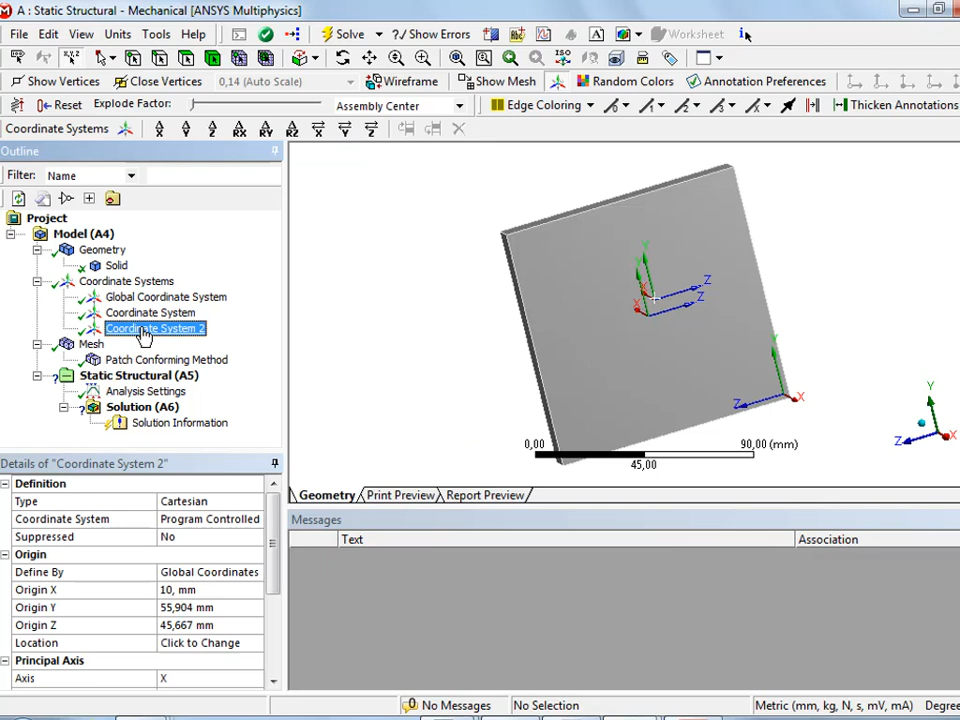 A : Static Structural - Mechanical [ANSYS Multiphysics]
File Edit View Units Tools Help Solve Show Errors Worksheet
Show Vertices Close Vertices 0,14 (Auto Scale) Wireframe Show Mesh Random Colors Annotation Preferences
Reset Explode Factor: Assembly Center Edge Coloring Thicken Annotations
Coordinate Systems X Y Z RX RY RZ X Y Z
Outline
Filter: Name
Project
Model (A4)
Geometry
Solid
Coordinate Systems
Global Coordinate System
Coordinate System
Coordinate System 2
Mesh
Patch Conforming Method
Static Structural (A5)
Analysis Settings
Solution (A6)
Solution Information
Details of "Coordinate System 2"
Definition
Type Cartesian
Coordinate System Program Controlled
Suppressed No
Origin
Define By Global Coordinates
Origin X 10, mm
Origin Y 55,904 mm
Origin Z 45,667 mm
Location Click to Change
Principal Axis
Axis X
Y
Z
X
Y
Z
X
Y
Z
X
Y
Z
X
0,00 90,00 (mm)
45,00
Geometry Print Preview Report Preview
Messages
Text Association
No Messages No Selection Metric (mm, kg, N, s, mV, mA) Degree